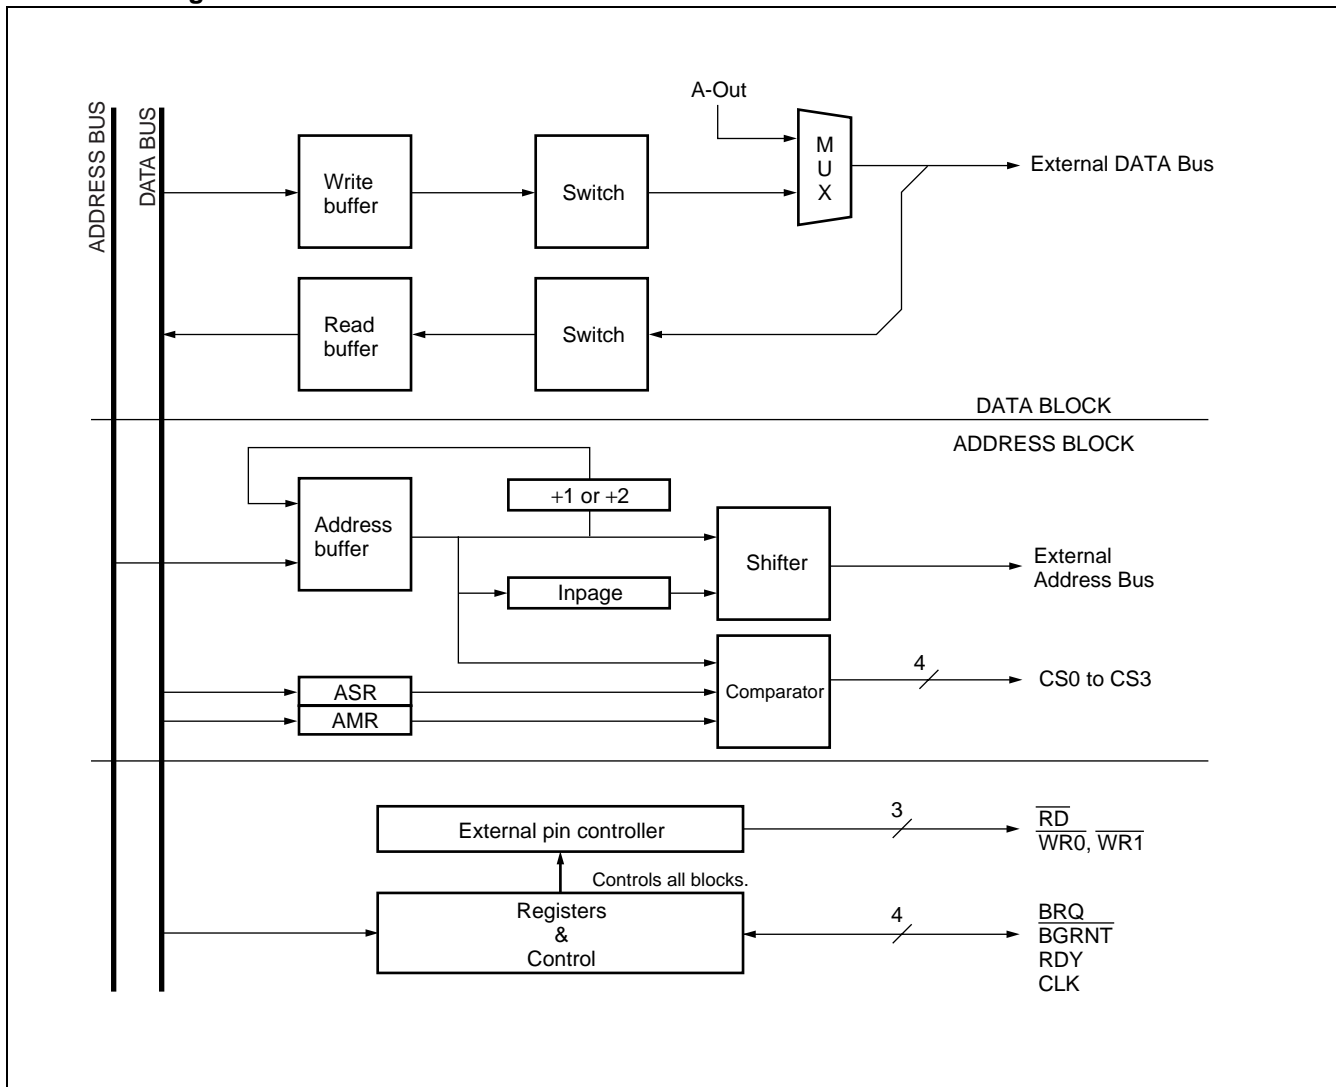 ADDRESS BUS
DATA BUS
A-Out
M
U
X
External DATA Bus
Write
buffer
Switch
Read
buffer
Switch
DATA BLOCK
ADDRESS BLOCK
+1 or +2
Address
buffer
Shifter
External
Address Bus
Inpage
4
CS0 to CS3
Comparator
ASR
AMR
3
External pin controller
RD
WR0, WR1
Controls all blocks.
Registers
&
Control
4
BRQ
BGRNT
RDY
CLK